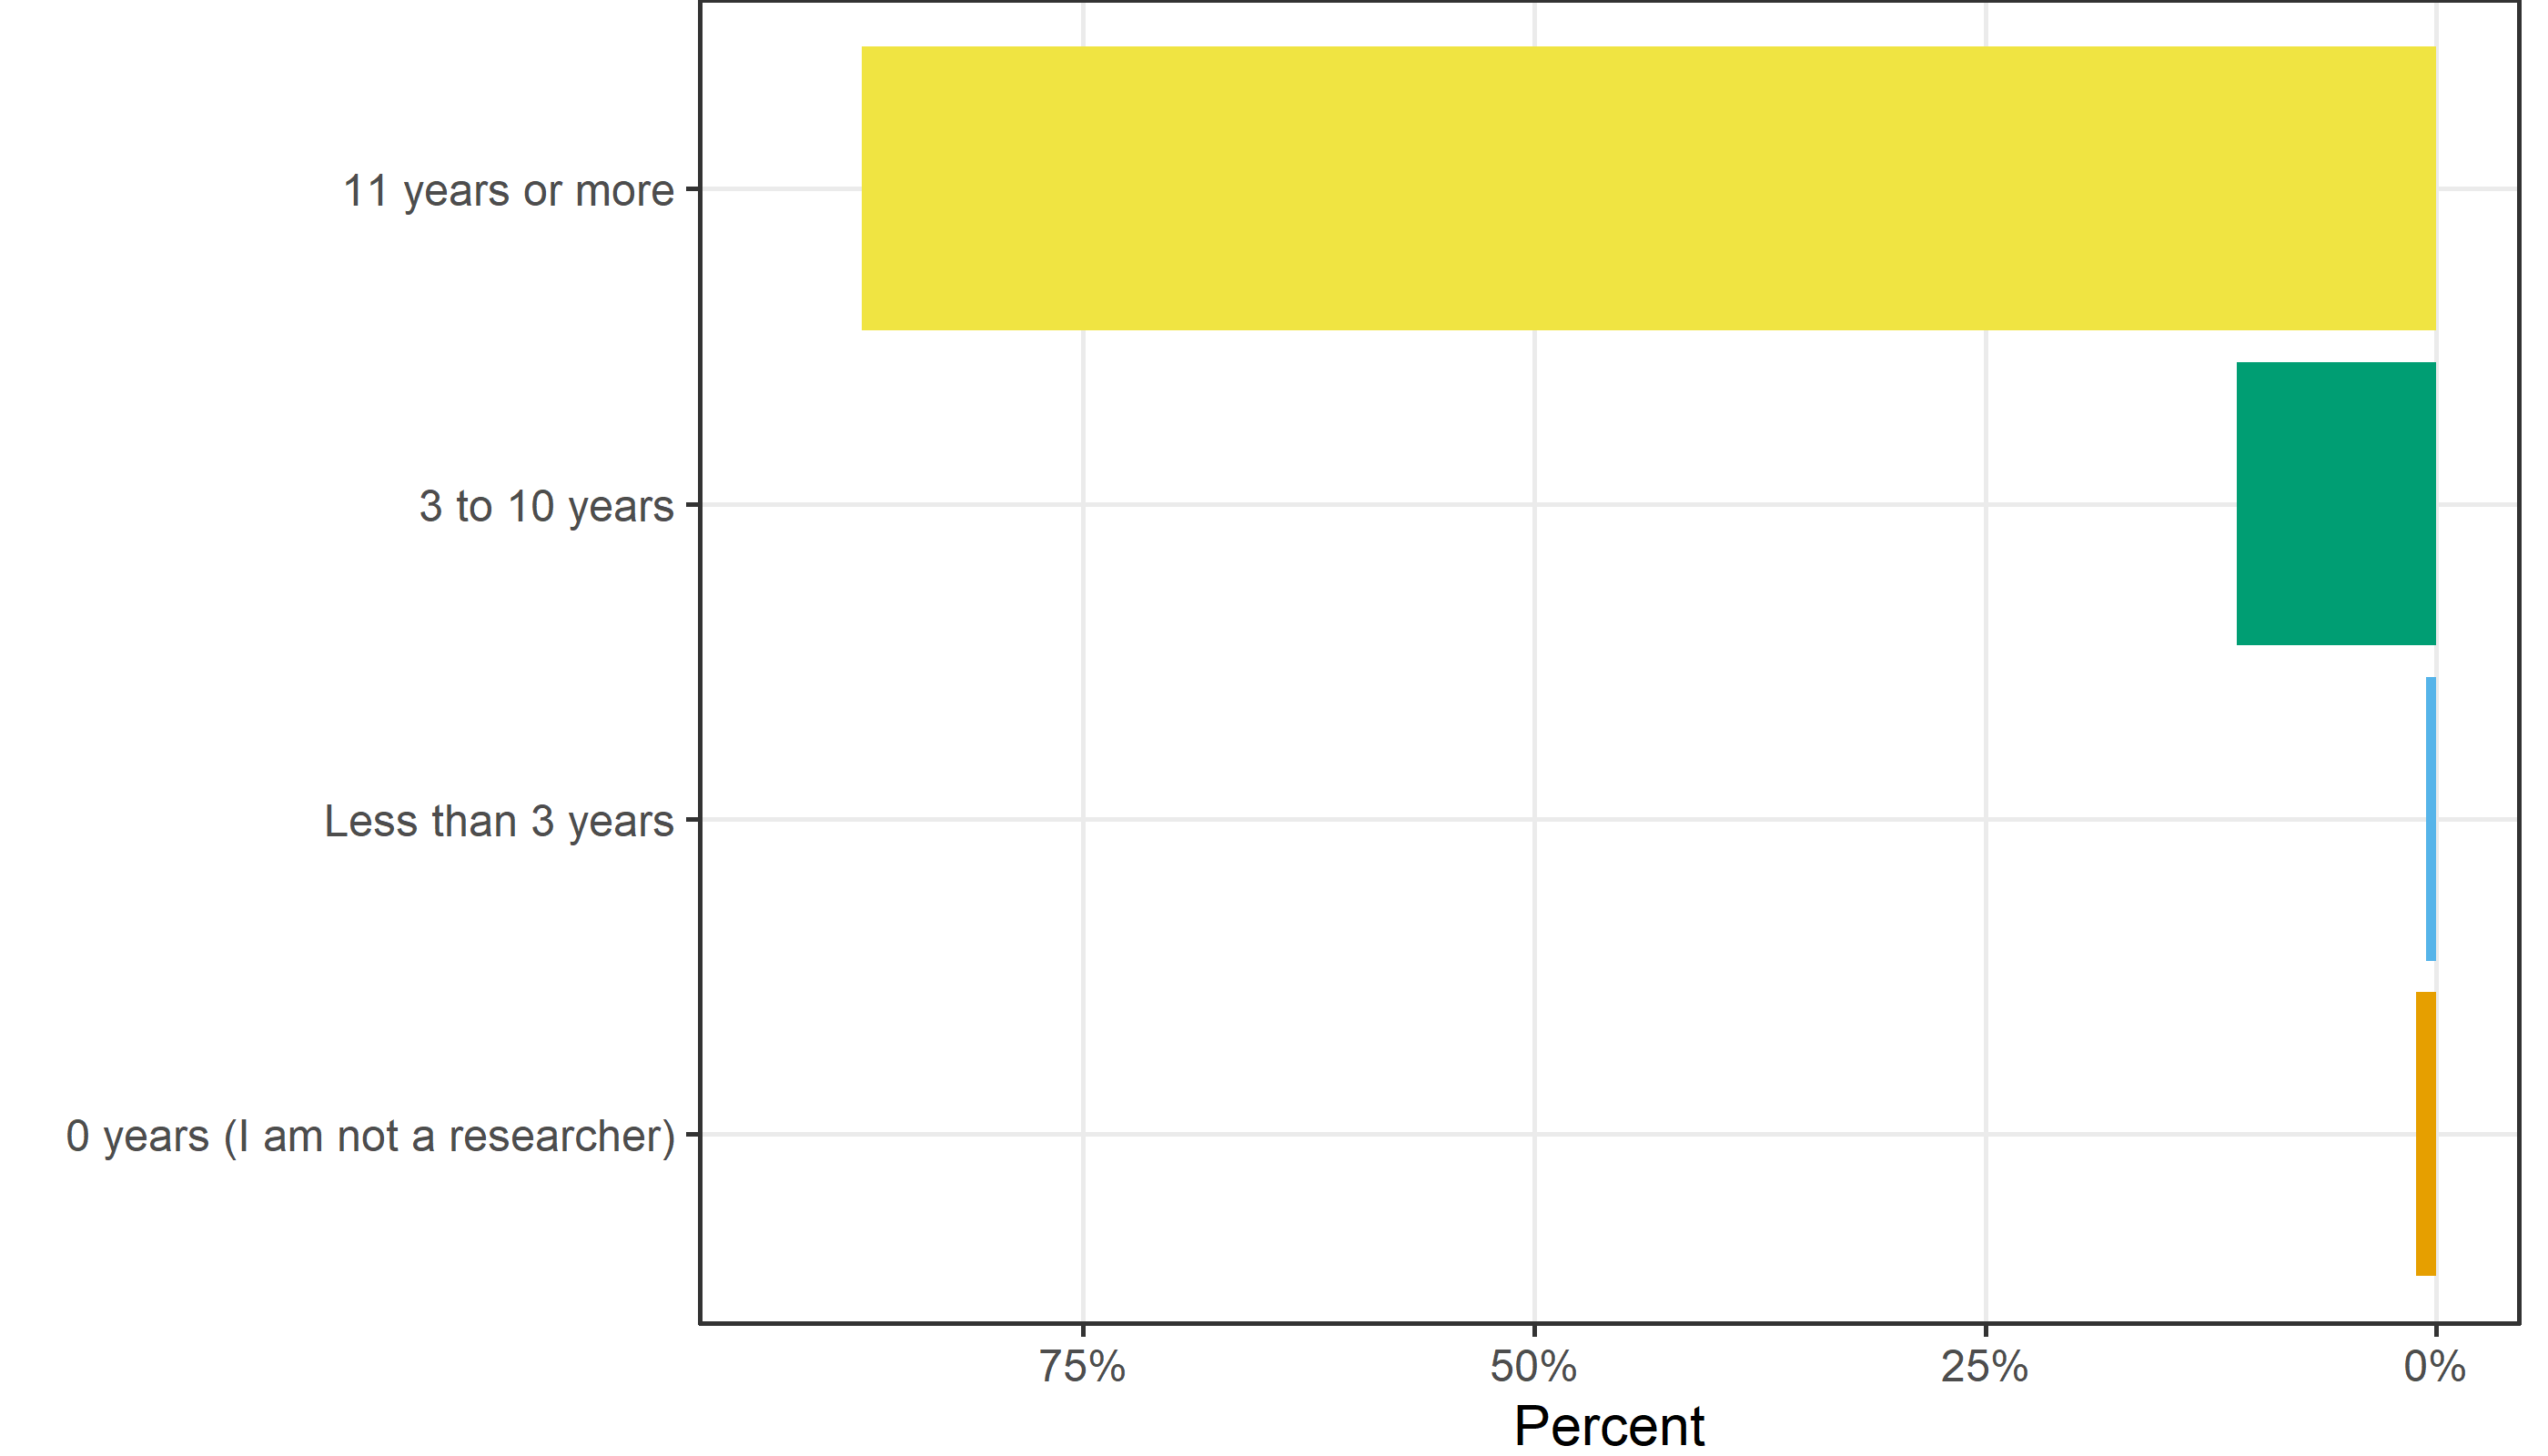 11 years or more
3 to 10 years
Less than 3 years
0 years (I am not a researcher)
75% 50% 25% 0%
Percent